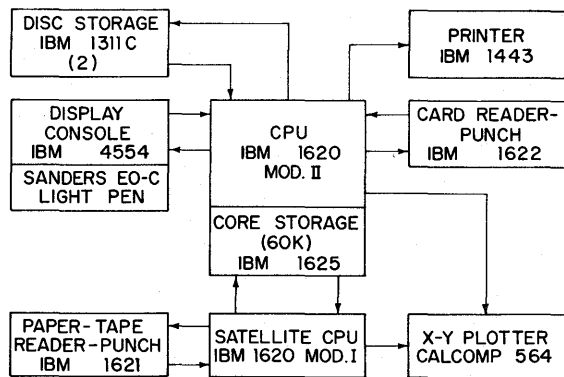 DISC STORAGE
IBM 1311C
(2)
PRINTER
IBM 1443
DISPLAY
CONSOLE
IBM 4554
SANDERS EO-C
LIGHT PEN
CPU
IBM 1620
MOD. II
CARD READER-
PUNCH
IBM 1622
CORE STORAGE
(60K)
IBM 1625
PAPER-TAPE
READER-PUNCH
IBM 1621
SATELLITE CPU
IBM 1620 MOD. I
X-Y PLOTTER
CALCOMP 564